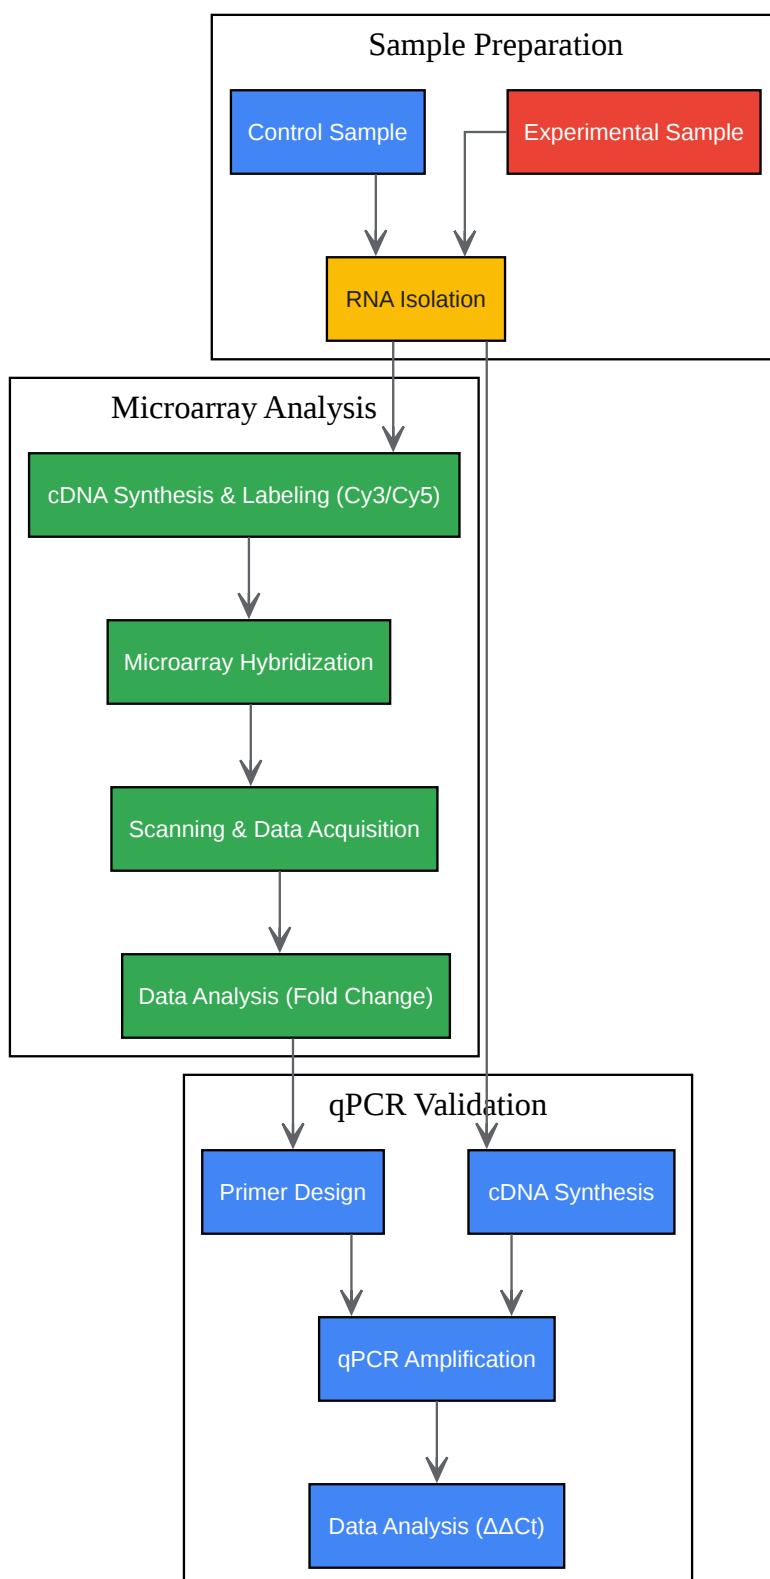 Sample Preparation
Control Sample
Experimental Sample
RNA Isolation
Microarray Analysis
cDNA Synthesis & Labeling (Cy3/Cy5)
Microarray Hybridization
Scanning & Data Acquisition
Data Analysis (Fold Change)
qPCR Validation
Primer Design
cDNA Synthesis
qPCR Amplification
Data Analysis (ΔΔCt)